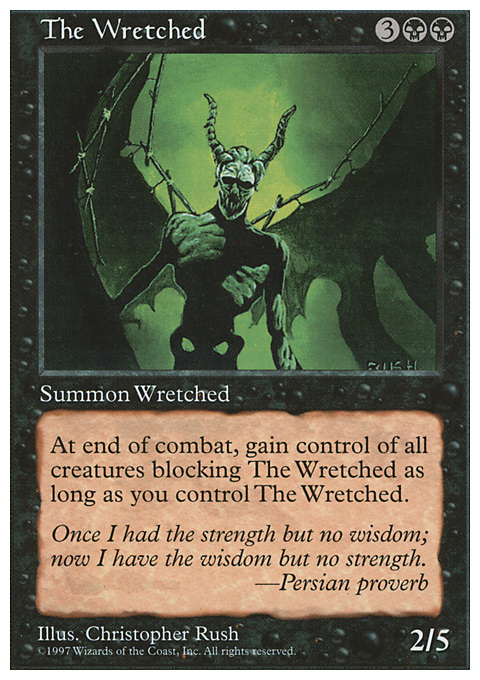 The Wretched 3
RUSH
Summon Wretched
At end of combat, gain control of all
creatures blocking The Wretched as
long as you control The Wretched.
Once I had the strength but no wisdom;
now I have the wisdom but no strength.
—Persian proverb
Illus. Christopher Rush
©1997 Wizards of the Coast, Inc. All rights reserved.
2/5